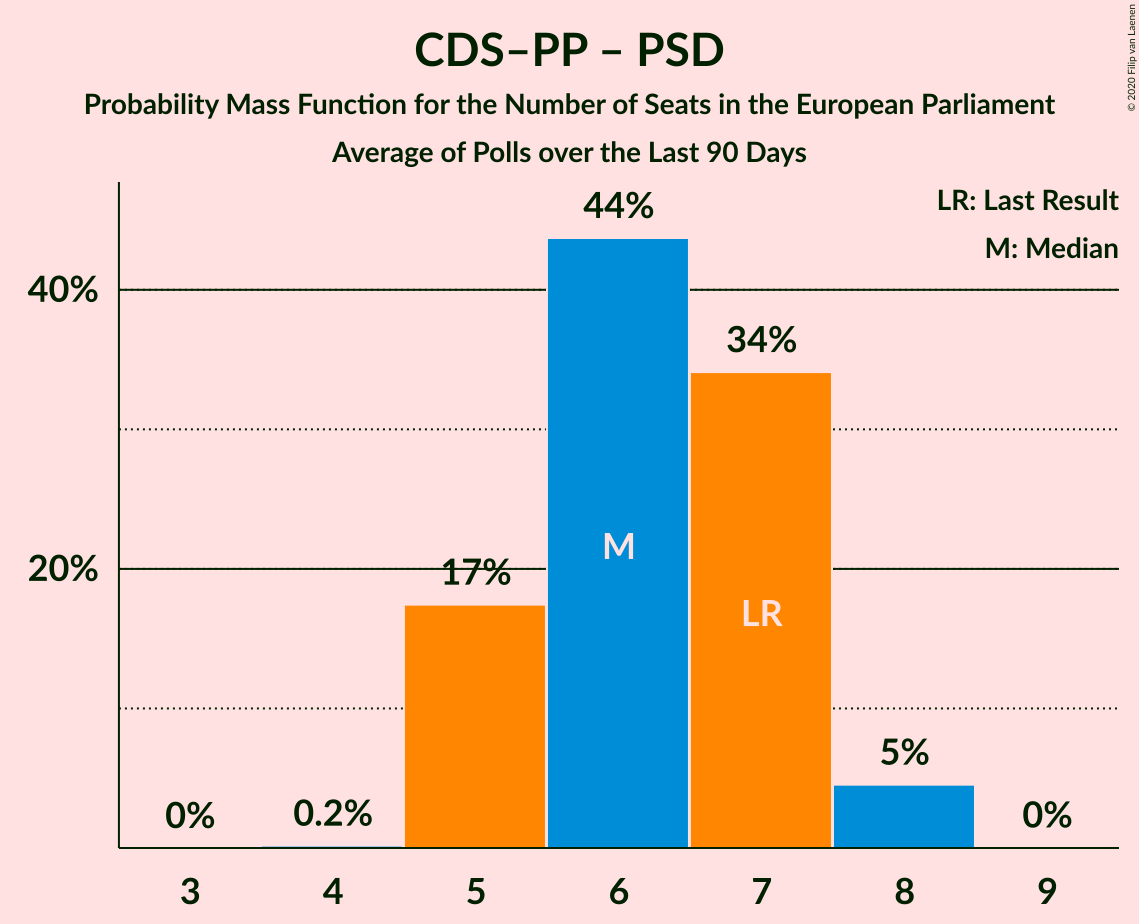 CDS–PP – PSD
Probability Mass Function for the Number of Seats in the European Parliament
Average of Polls over the Last 90 Days
© 2020 Filip van Laenen
LR: Last Result
M: Median
44%
40%
34%
M
20%
17%
LR
5%
0%
0.2%
0%
3 4 5 6 7 8 9